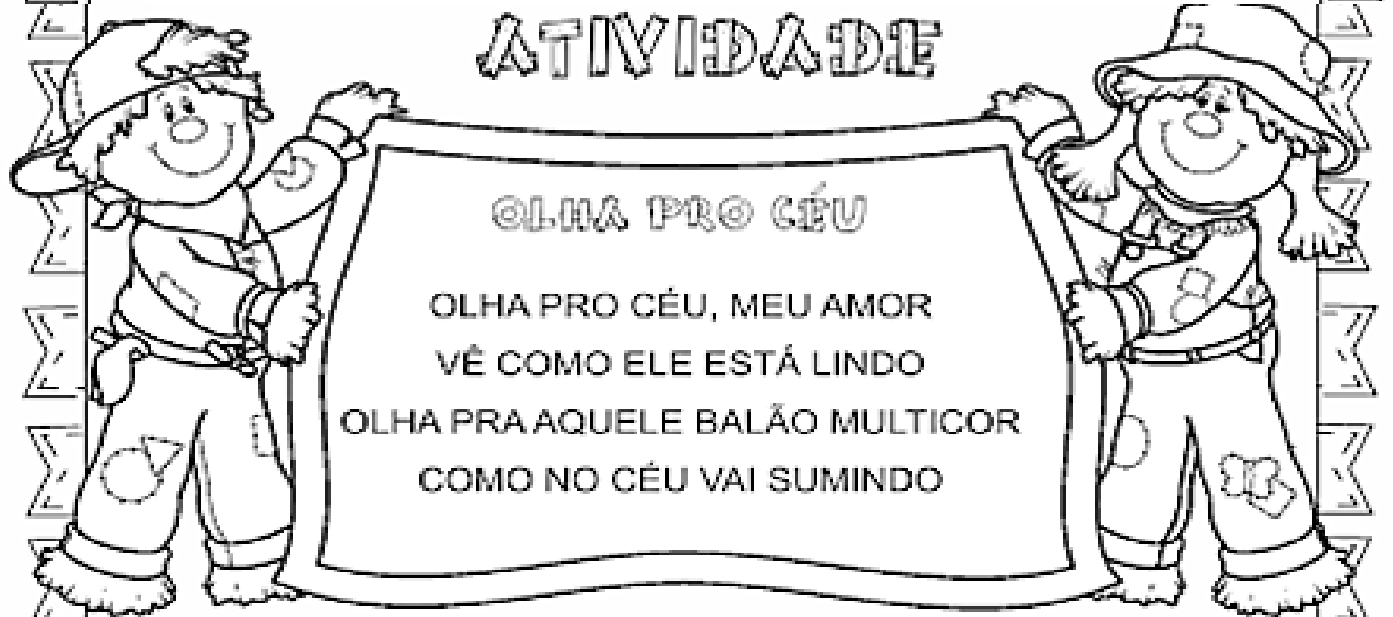 ATIVIDADE
OLHA PRO CÉU
OLHA PRO CÉU, MEU AMOR
VÊ COMO ELE ESTÁ LINDO
OLHA PRA AQUELE BALÃO MULTICOR
COMO NO CÉU VAI SUMINDO